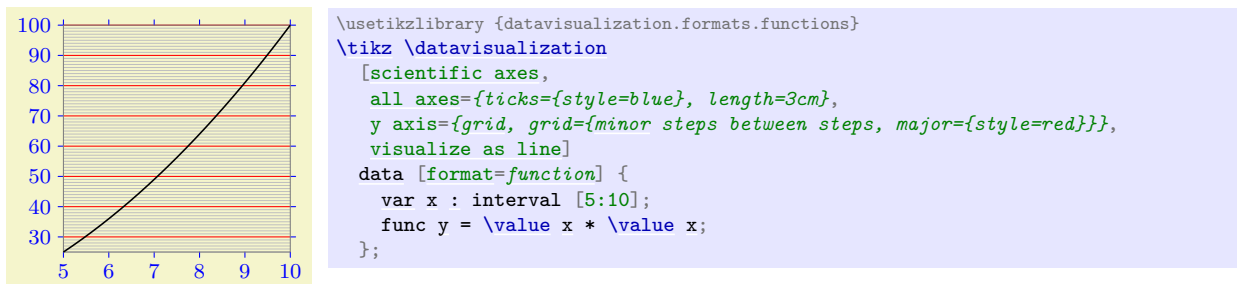 100
90
80
70
60
50
40
30
5 6 7 8 9 10
\usetikzlibrary {datavisualization.formats.functions}
\tikz \datavisualization
[scientific axes,
all axes={ticks={style=blue}, length=3cm},
y axis={grid, grid={minor steps between steps, major={style=red}}},
visualize as line]
data [format=function] {
var x : interval [5:10];
func y = \value x * \value x;
};